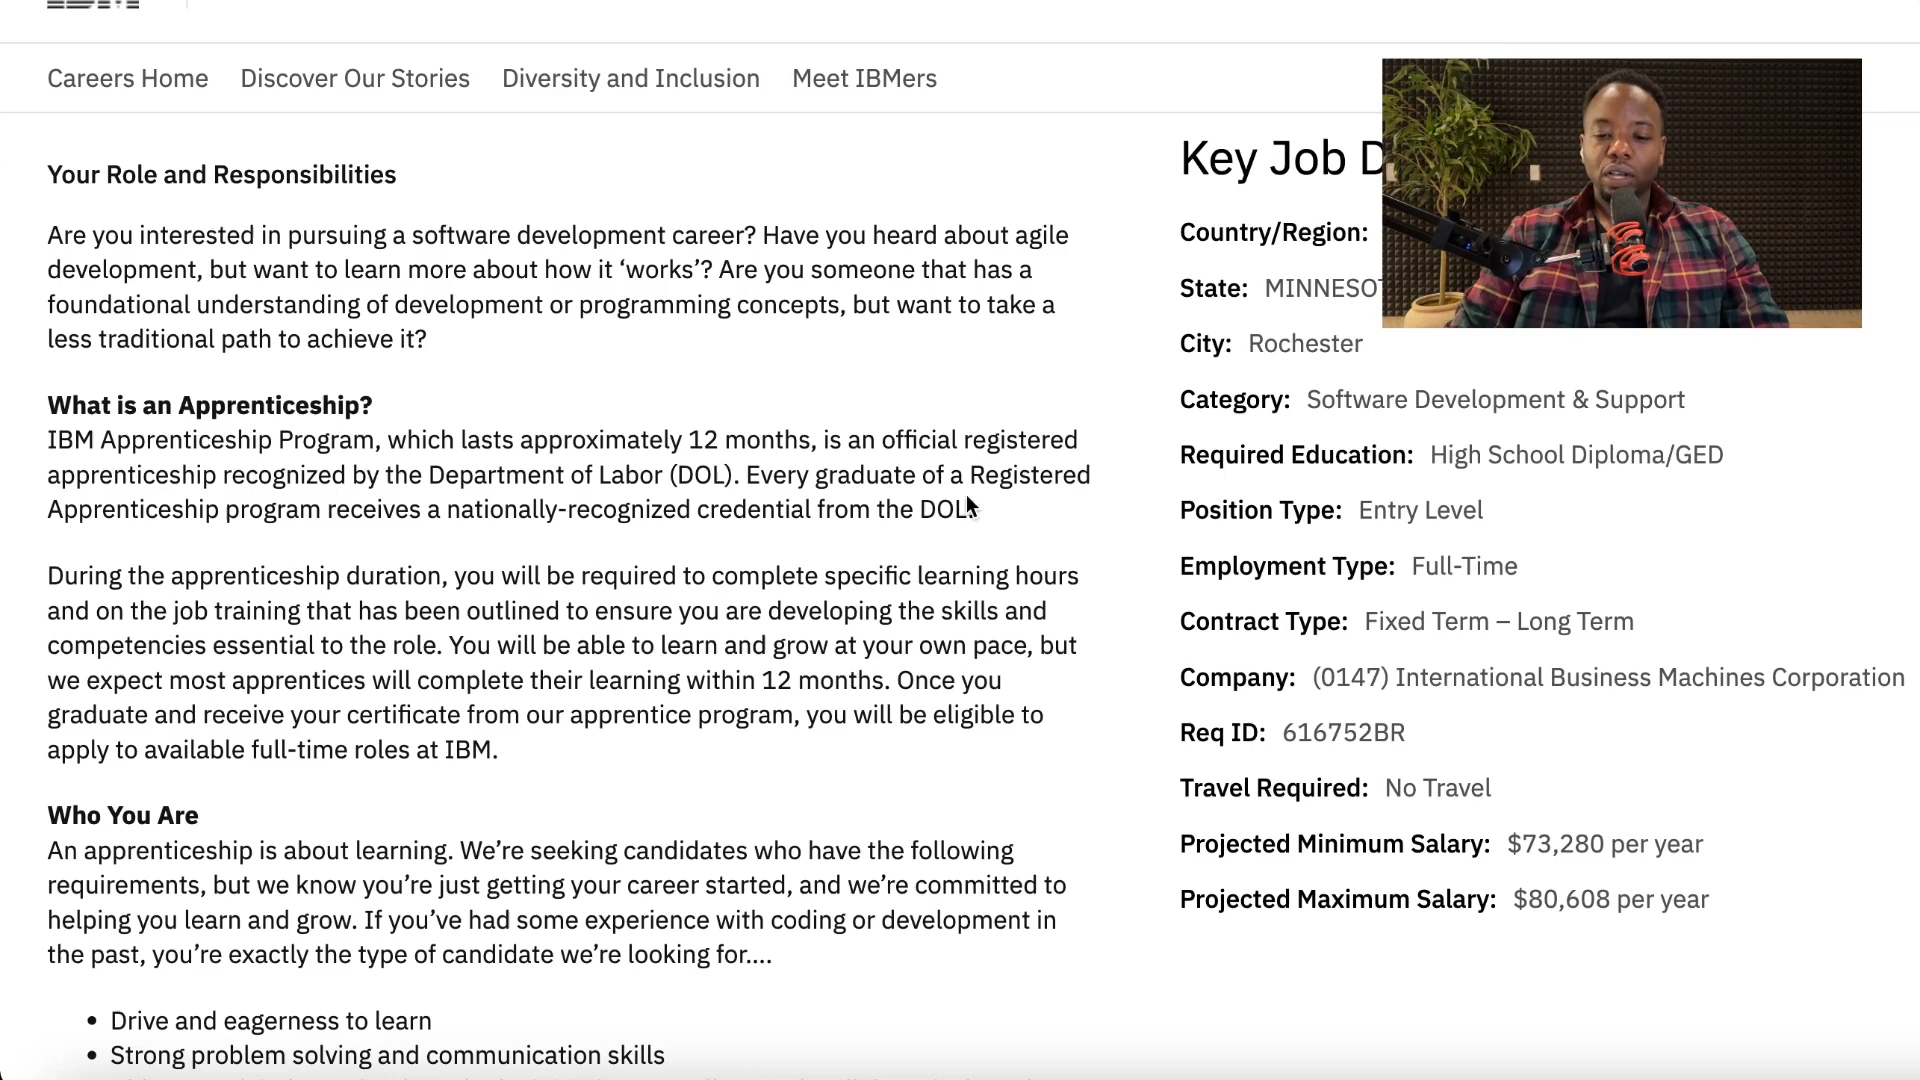 Careers Home Discover Our Stories Diversity and Inclusion Meet IBMers
Your Role and Responsibilities
Are you interested in pursuing a software development career? Have you heard about agile
development, but want to learn more about how it ‘works’? Are you someone that has a
foundational understanding of development or programming concepts, but want to take a
less traditional path to achieve it?
What is an Apprenticeship?
IBM Apprenticeship Program, which lasts approximately 12 months, is an official registered
apprenticeship recognized by the Department of Labor (DOL). Every graduate of a Registered
Apprenticeship program receives a nationally-recognized credential from the DOL.
During the apprenticeship duration, you will be required to complete specific learning hours
and on the job training that has been outlined to ensure you are developing the skills and
competencies essential to the role. You will be able to learn and grow at your own pace, but
we expect most apprentices will complete their learning within 12 months. Once you
graduate and receive your certificate from our apprentice program, you will be eligible to
apply to available full-time roles at IBM.
Who You Are
An apprenticeship is about learning. We’re seeking candidates who have the following
requirements, but we know you’re just getting your career started, and we’re committed to
helping you learn and grow. If you’ve had some experience with coding or development in
the past, you’re exactly the type of candidate we’re looking for....
• Drive and eagerness to learn
• Strong problem solving and communication skills
Key Job D
Country/Region:
State: MINNESOT
City: Rochester
Category: Software Development & Support
Required Education: High School Diploma/GED
Position Type: Entry Level
Employment Type: Full-Time
Contract Type: Fixed Term – Long Term
Company: (0147) International Business Machines Corporation
Req ID: 616752BR
Travel Required: No Travel
Projected Minimum Salary: $73,280 per year
Projected Maximum Salary: $80,608 per year